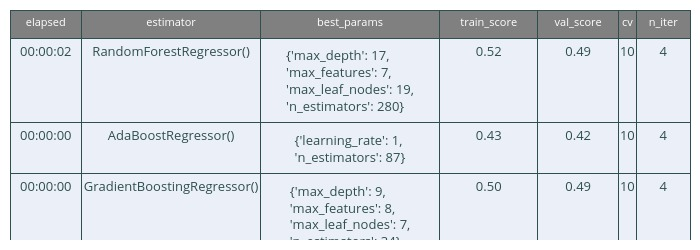 elapsed estimator best_params train_score val_score cv n_iter
00:00:02 RandomForestRegressor() {'max_depth': 17, 0.52 0.49 10 4
'max_features': 7,
'max_leaf_nodes': 19,
'n_estimators': 280}
00:00:00 AdaBoostRegressor() {'learning_rate': 1, 0.43 0.42 10 4
'n_estimators': 87}
00:00:00 GradientBoostingRegressor() {'max_depth': 9, 0.50 0.49 10 4
'max_features': 8,
'max_leaf_nodes': 7,